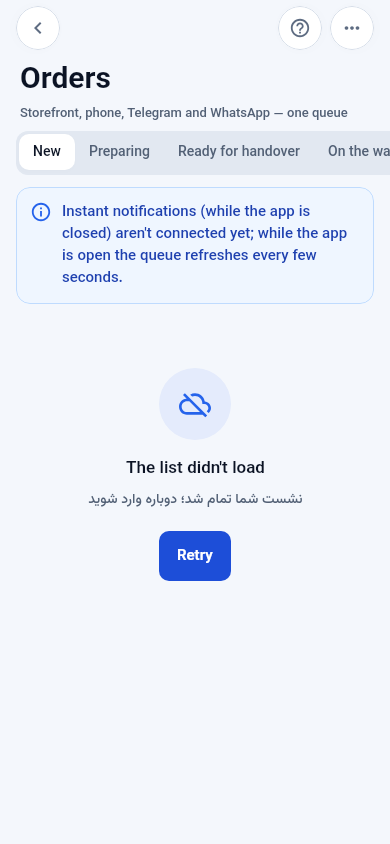 Orders
Storefront, phone, Telegram and WhatsApp — one queue
New Preparing Ready for handover On the wa
Instant notifications (while the app is
closed) aren't connected yet; while the app
is open the queue refreshes every few
seconds.
The list didn't load
نشست شما تمام شد؛ دوباره وارد شوید
Retry